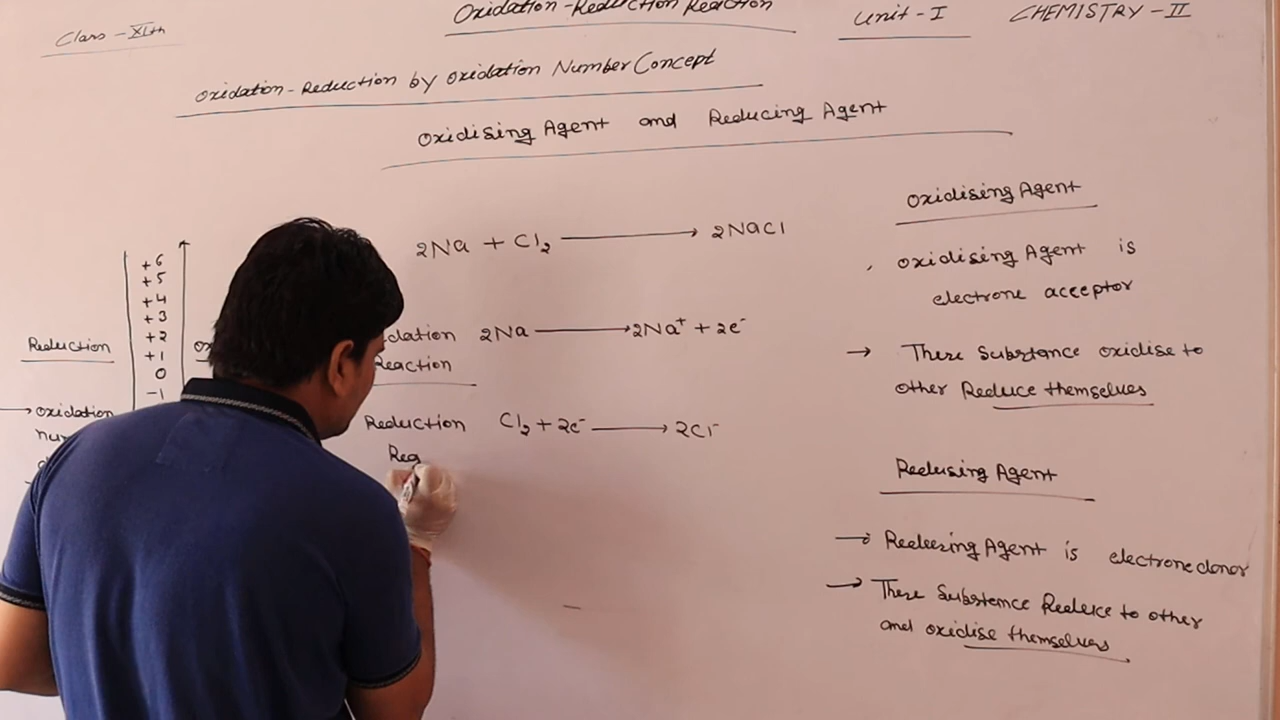 Class - XIth
Oxidation - Reduction Reaction
Unit - I
CHEMISTRY - II
Oxidation - Reduction by Oxidation Number Concept
Oxidising Agent and Reducing Agent
+6
+5
+4
+3
+2
+1
0
-1
Reduction
→ Oxidation
2Na + Cl₂ → 2NaCl
2Na → 2Na⁺ + 2e⁻
Reaction
Reduction Cl₂ + 2e⁻ → 2Cl⁻
Rea
Oxidising Agent
Oxidising Agent is
electrone acceptor
→ These Substance oxidise to
other Reduce themselves
Redusing Agent
→ Reduzing Agent is electrone donor
→ These Substence Reduce to other
and oxidise themselves